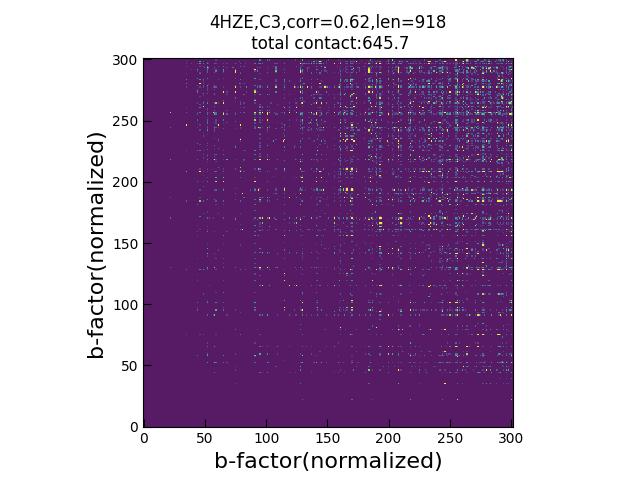 4HZE,C3,corr=0.62,len=918
total contact:645.7
300
250
200
150
100
50
0
b-factor(normalized)
0 50 100 150 200 250 300
b-factor(normalized)